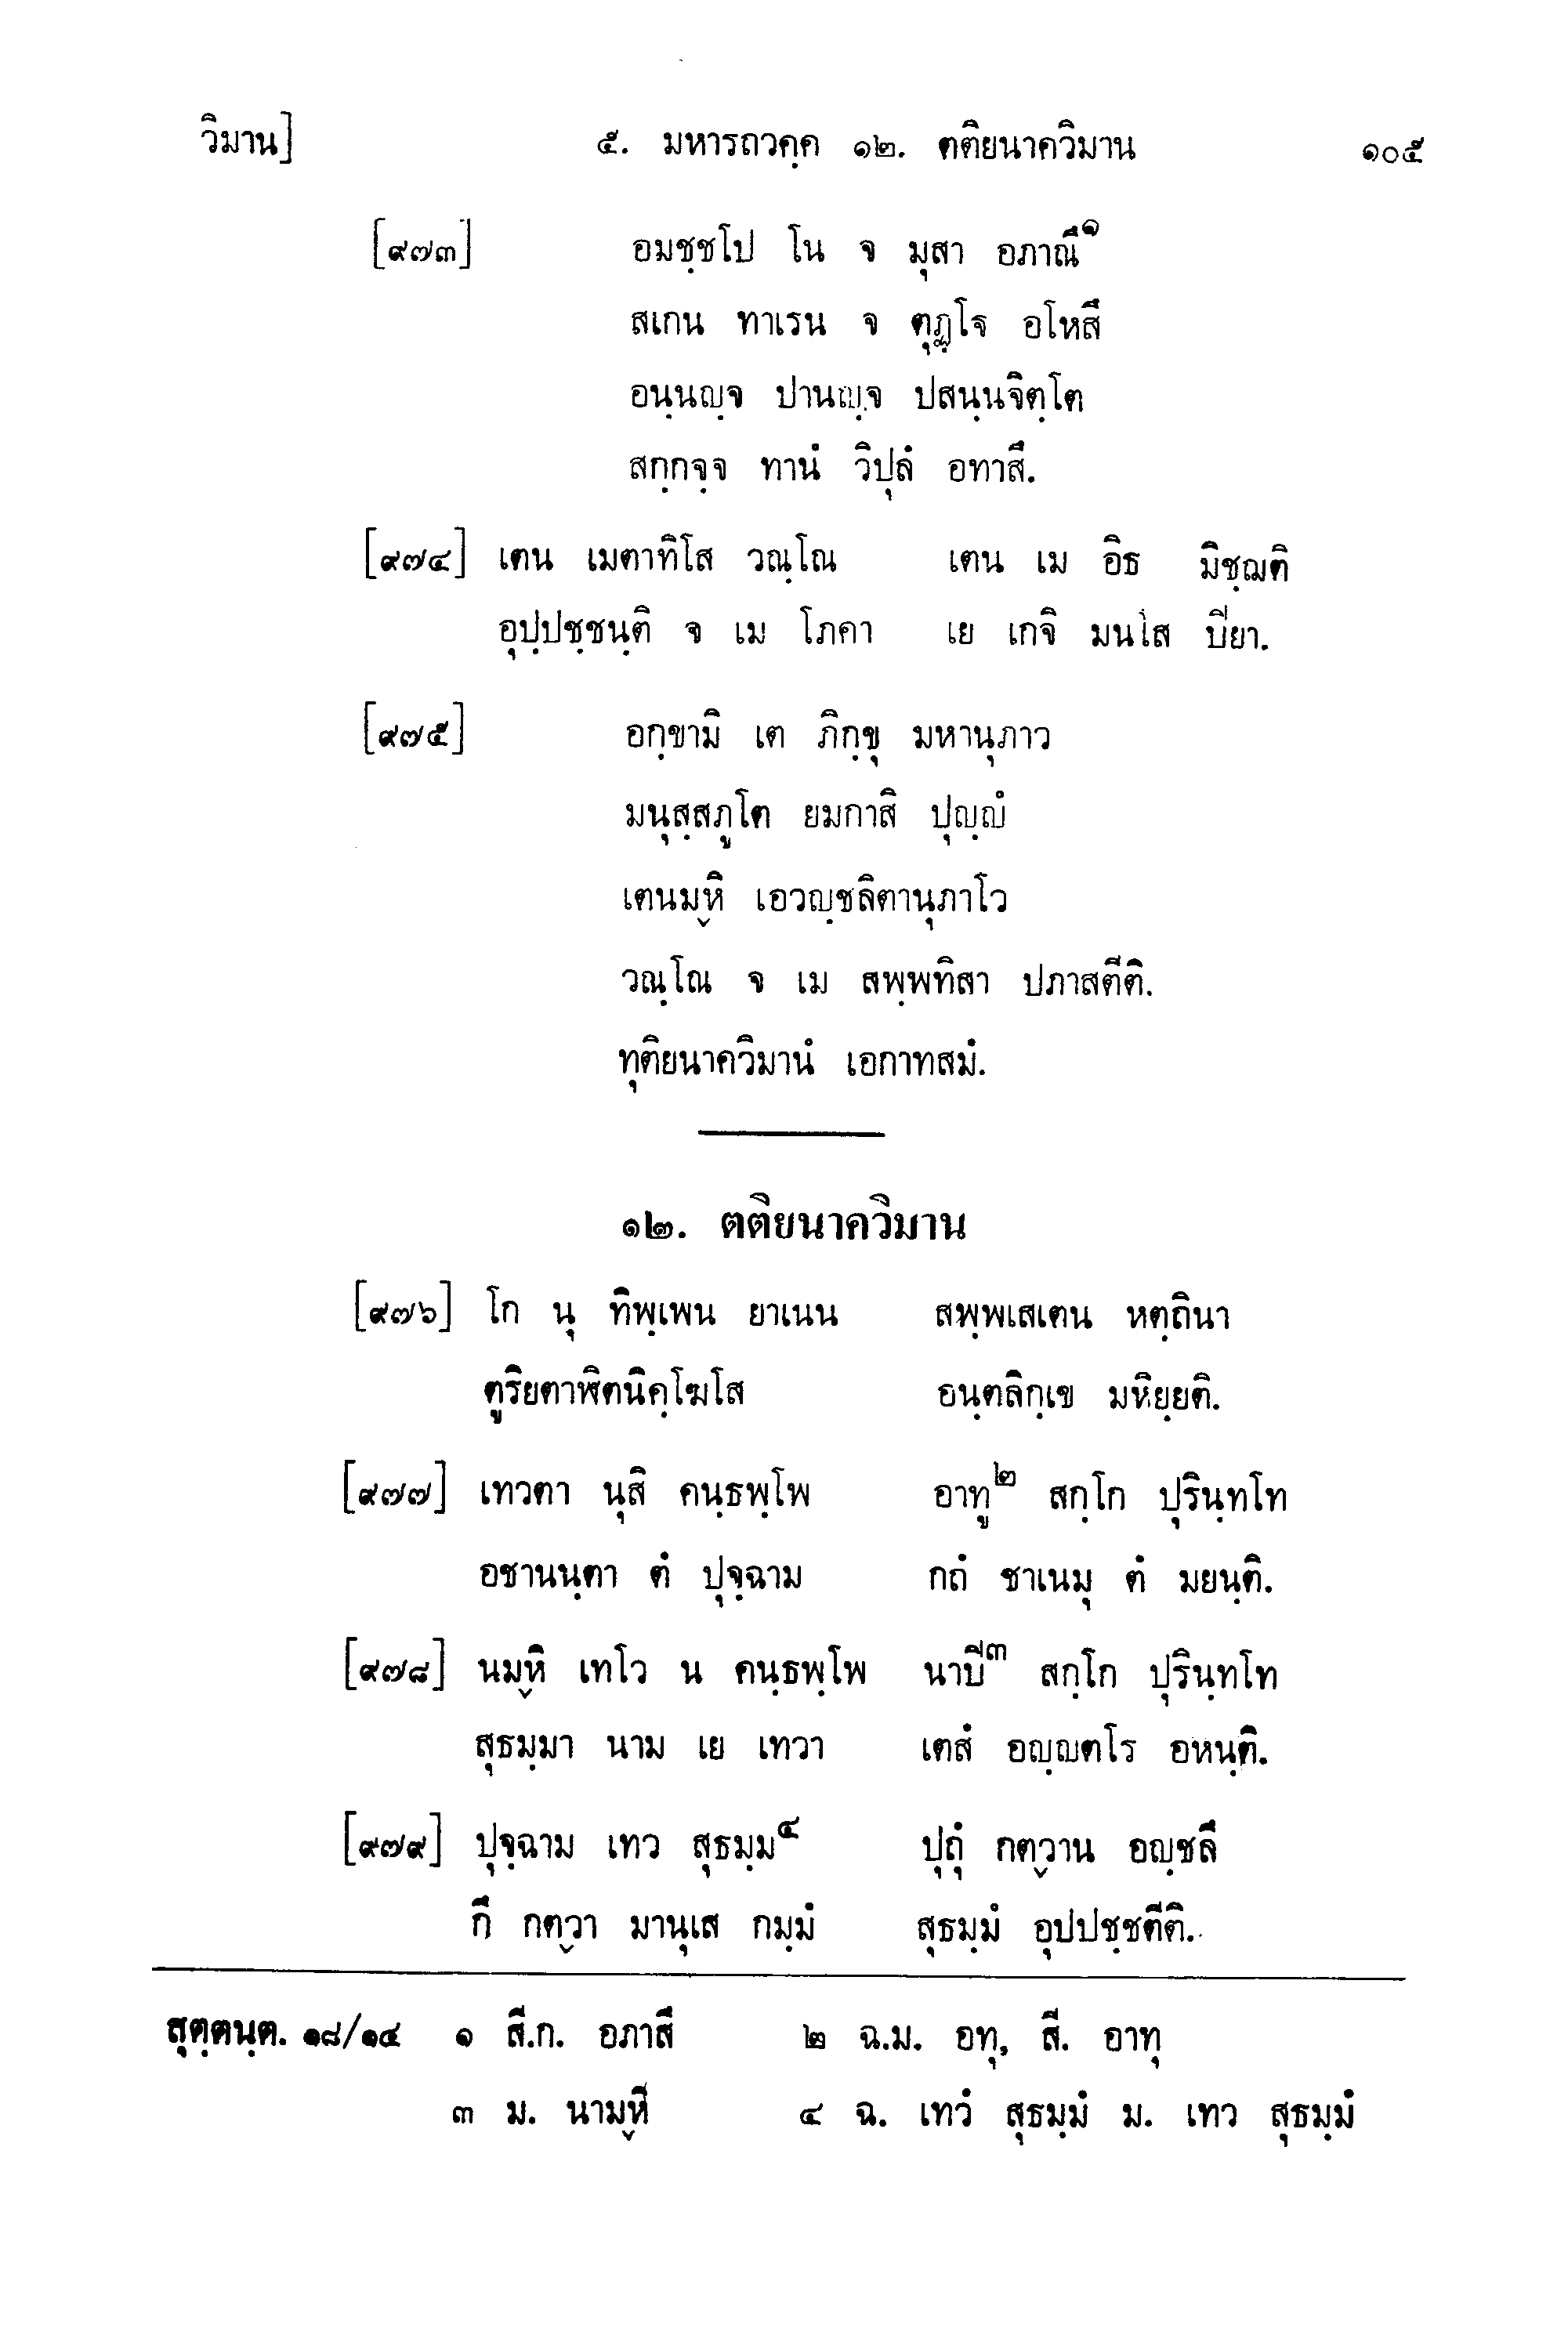 วิมาน] ๕. มหารถวคฺค ๑๒. ตติยนาควิมาน ๑๐๕
[๙๗๓] อมชฺชโป โน จ มุสา อภาณึ๑
สเกน ทาเรน จ ตุฏฺโฐ อโหสึ
อนฺนญฺจ ปานญฺจ ปสนฺนจิตฺโต
สกฺกจฺจ ทานํ วิปุลํ อทาสึ.
[๙๗๔] เตน เมตาทิโส วณฺโณ เตน เม อิธ มิชฺฌติ
อุปฺปชฺชนฺติ จ เม โภคา เย เกจิ มนโส ปิยา.
[๙๗๕] อกฺขามิ เต ภิกฺขุ มหานุภาว
มนุสฺสภูโต ยมกาสิ ปุญฺญํ
เตนมฺหิ เอวญฺชลิตานุภาโว
วณฺโณ จ เม สพฺพทิสา ปภาสตีติ.
ทุติยนาควิมานํ เอกาทสมํ.
๑๒. ตติยนาควิมาน
[๙๗๖] โก นุ ทิพฺเพน ยาเนน สพฺพเสเตน หตฺถินา
ตูริยตาฬิตนิคฺโฆโส อนฺตลิกฺเข มหิยฺยติ.
[๙๗๗] เทวตา นุสิ คนฺธพฺโพ อาทู๒ สกฺโก ปุรินฺทโท
อชานนฺตา ตํ ปุจฺฉาม กถํ ชาเนมุ ตํ มยนฺติ.
[๙๗๘] นมฺหิ เทโว น คนฺธพฺโพ นาปี๓ สกฺโก ปุรินฺทโท
สุธมฺมา นาม เย เทวา เตสํ อญฺญตโร อหนฺติ.
[๙๗๙] ปุจฺฉาม เทว สุธมฺม๔ ปุถุํ กตฺวาน อญฺชลึ
กึ กตฺวา มานุเส กมฺมํ สุธมฺมํ อุปปชฺชตีติ.
สุตฺตนฺต. ๑๘/๑๔ ๑ สี.ก. อภาสึ ๒ ฉ.ม. อทุ, สี. อาทุ
๓ ม. นามฺหิ ๔ ฉ. เทวํ สุธมฺมํ ม. เทว สุธมฺมํ